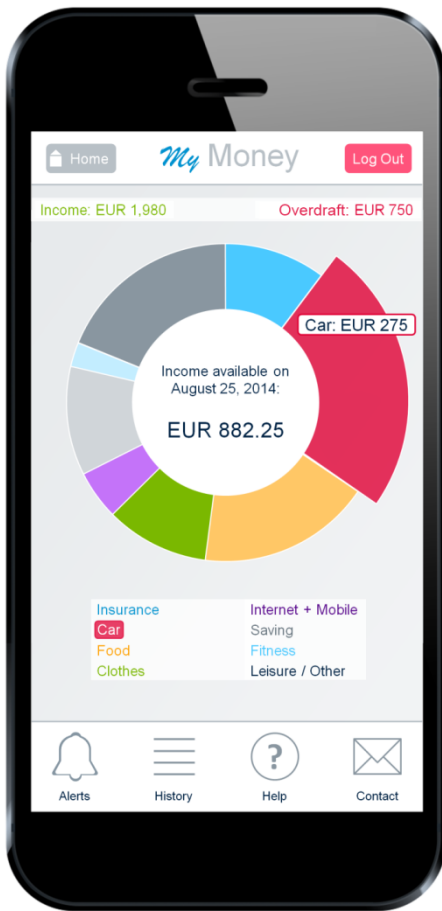 Home
My Money
Log Out
Income: EUR 1,980
Overdraft: EUR 750
Car: EUR 275
Income available on
August 25, 2014:
EUR 882.25
Insurance
Car
Food
Clothes
Internet + Mobile
Saving
Fitness
Leisure / Other
?
Alerts
History
Help
Contact